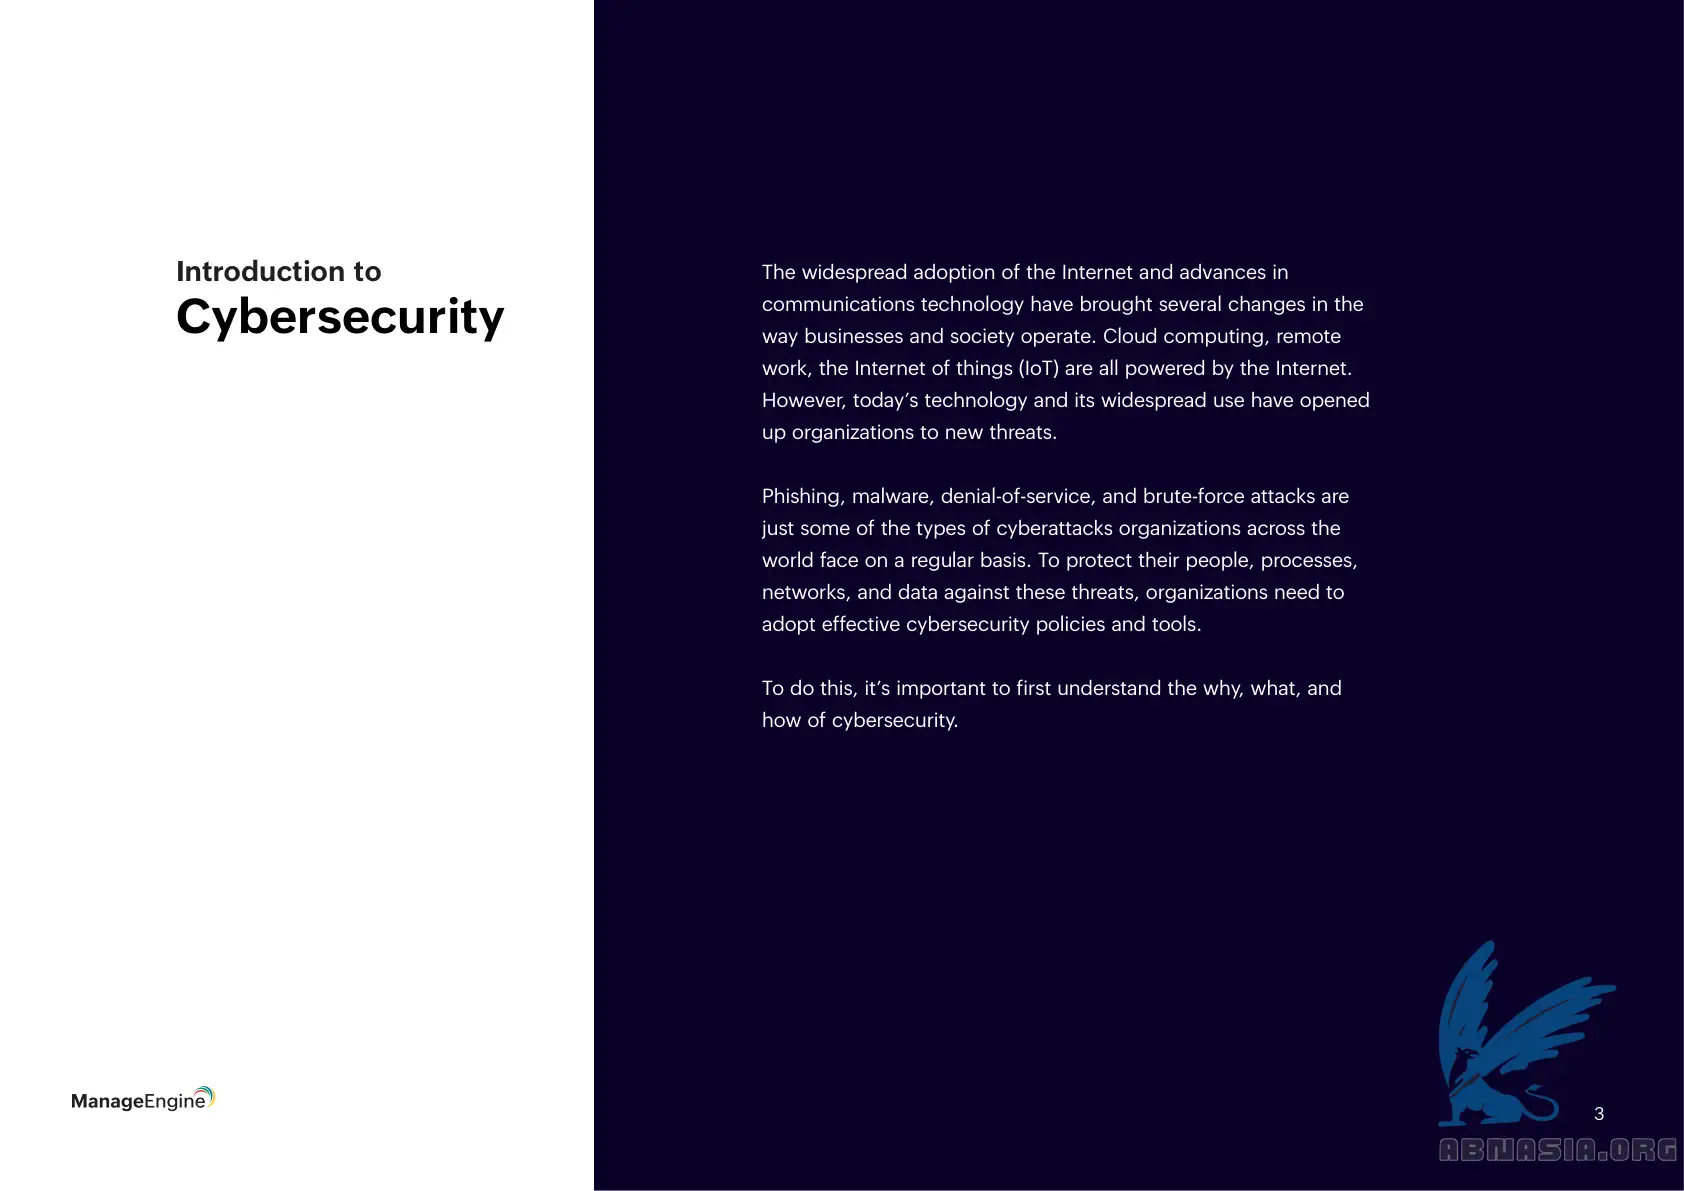 Introduction to
Cybersecurity
The widespread adoption of the Internet and advances in
communications technology have brought several changes in the
way businesses and society operate. Cloud computing, remote
work, the Internet of things (IoT) are all powered by the Internet.
However, today’s technology and its widespread use have opened
up organizations to new threats.
Phishing, malware, denial-of-service, and brute-force attacks are
just some of the types of cyberattacks organizations across the
world face on a regular basis. To protect their people, processes,
networks, and data against these threats, organizations need to
adopt effective cybersecurity policies and tools.
To do this, it’s important to first understand the why, what, and
how of cybersecurity.
ManageEngine
3
ABNASIA.ORG